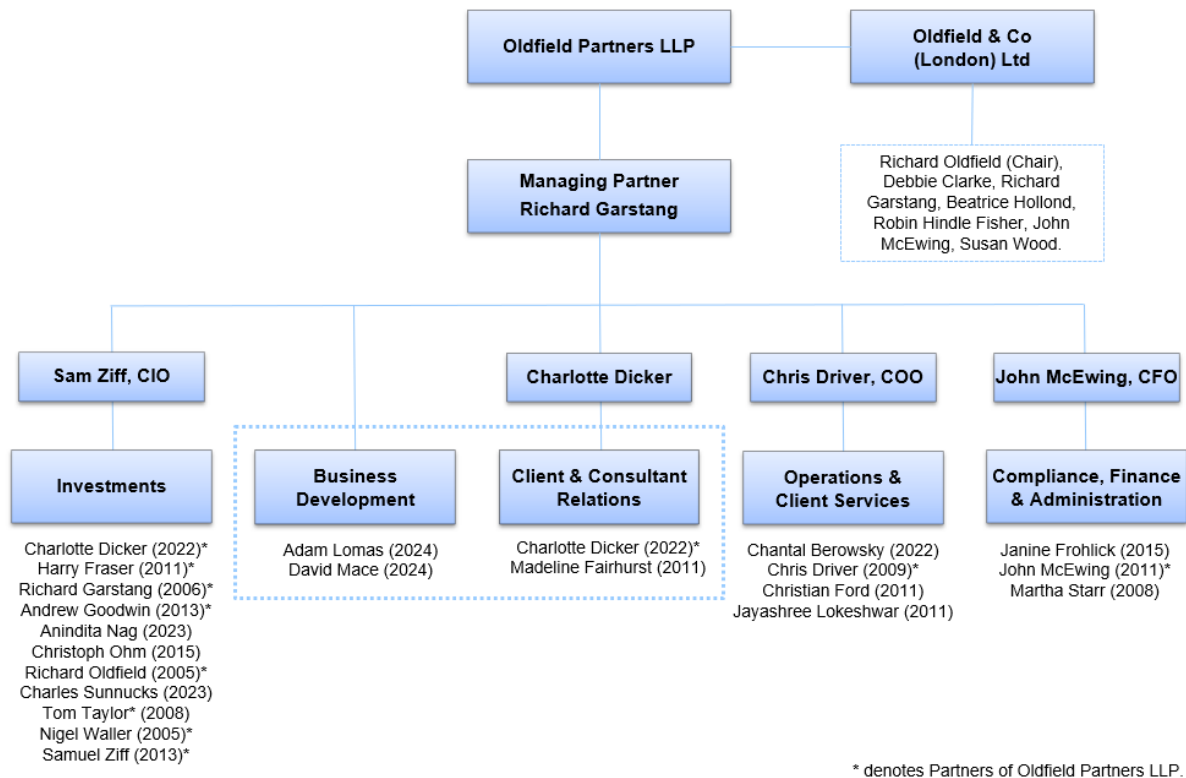 Oldfield Partners LLP
Oldfield & Co
(London) Ltd
Richard Oldfield (Chair),
Debbie Clarke, Richard
Garstang, Beatrice Hollond,
Robin Hindle Fisher, John
McEwing, Susan Wood.
Managing Partner
Richard Garstang
Sam Ziff, CIO
Charlotte Dicker
Chris Driver, COO
John McEwing, CFO
Investments
Charlotte Dicker (2022)*
Harry Fraser (2011)*
Richard Garstang (2006)*
Andrew Goodwin (2013)*
Anindita Nag (2023)
Christoph Ohm (2015)
Richard Oldfield (2005)*
Charles Sunnucks (2023)
Tom Taylor* (2008)
Nigel Waller (2005)*
Samuel Ziff (2013)*
Business
Development
Adam Lomas (2024)
David Mace (2024)
Client & Consultant
Relations
Charlotte Dicker (2022)*
Madeline Fairhurst (2011)
Operations &
Client Services
Chantal Berowsky (2022)
Chris Driver (2009)*
Christian Ford (2011)
Jayashree Lokeshwar (2011)
Compliance, Finance
& Administration
Janine Frohlick (2015)
John McEwing (2011)*
Martha Starr (2008)
* denotes Partners of Oldfield Partners LLP.